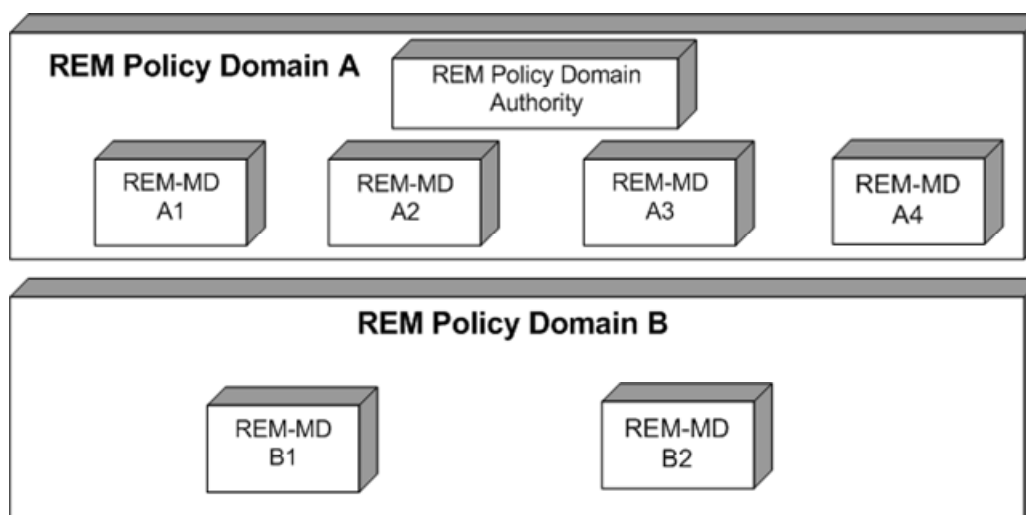 REM Policy Domain A
REM Policy Domain
Authority
REM-MD
A1
REM-MD
A2
REM-MD
A3
REM-MD
A4
REM Policy Domain B
REM-MD
B1
REM-MD
B2